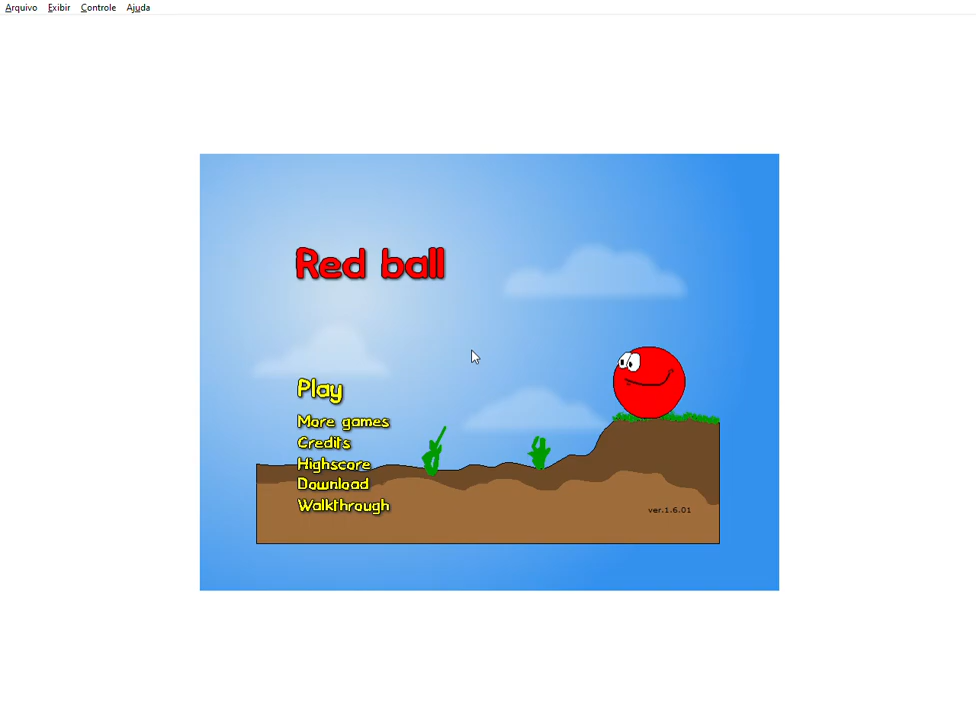 Arquivo Exibir Controle Ajuda
Red ball
Play
More games
Credits
Highscore
Download
Walkthrough
ver.1.6.01